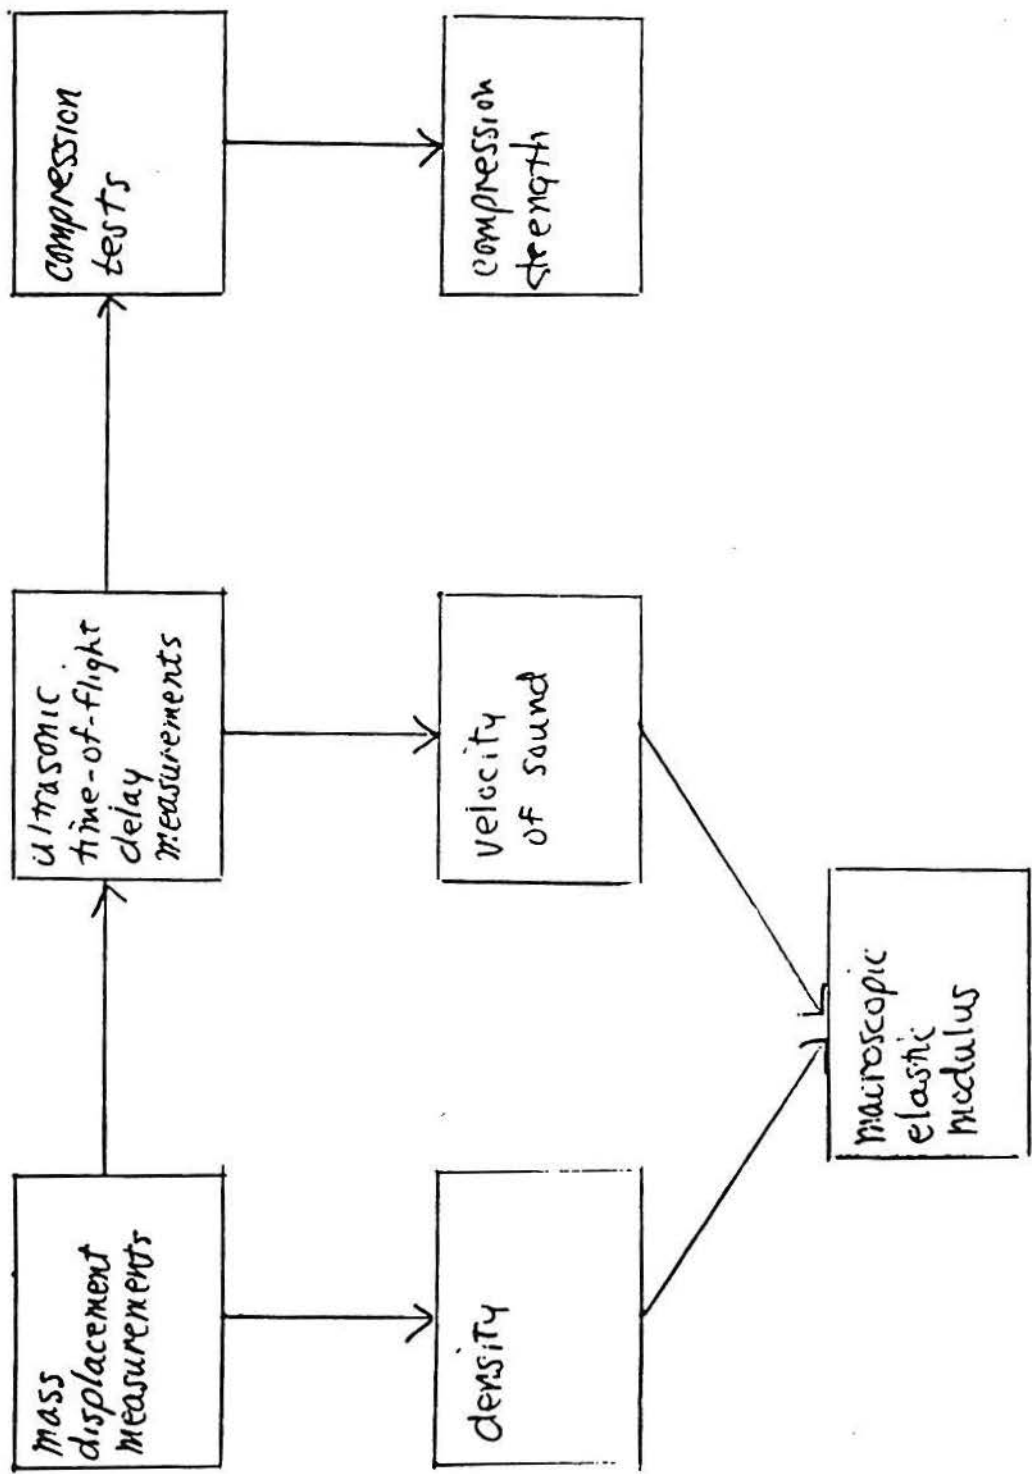 mass
displacement
measurements
ultrasonic
time-of-flight
delay
measurements
compression
tests
density
velocity
of sound
compression
strength
macroscopic
elastic
modulus